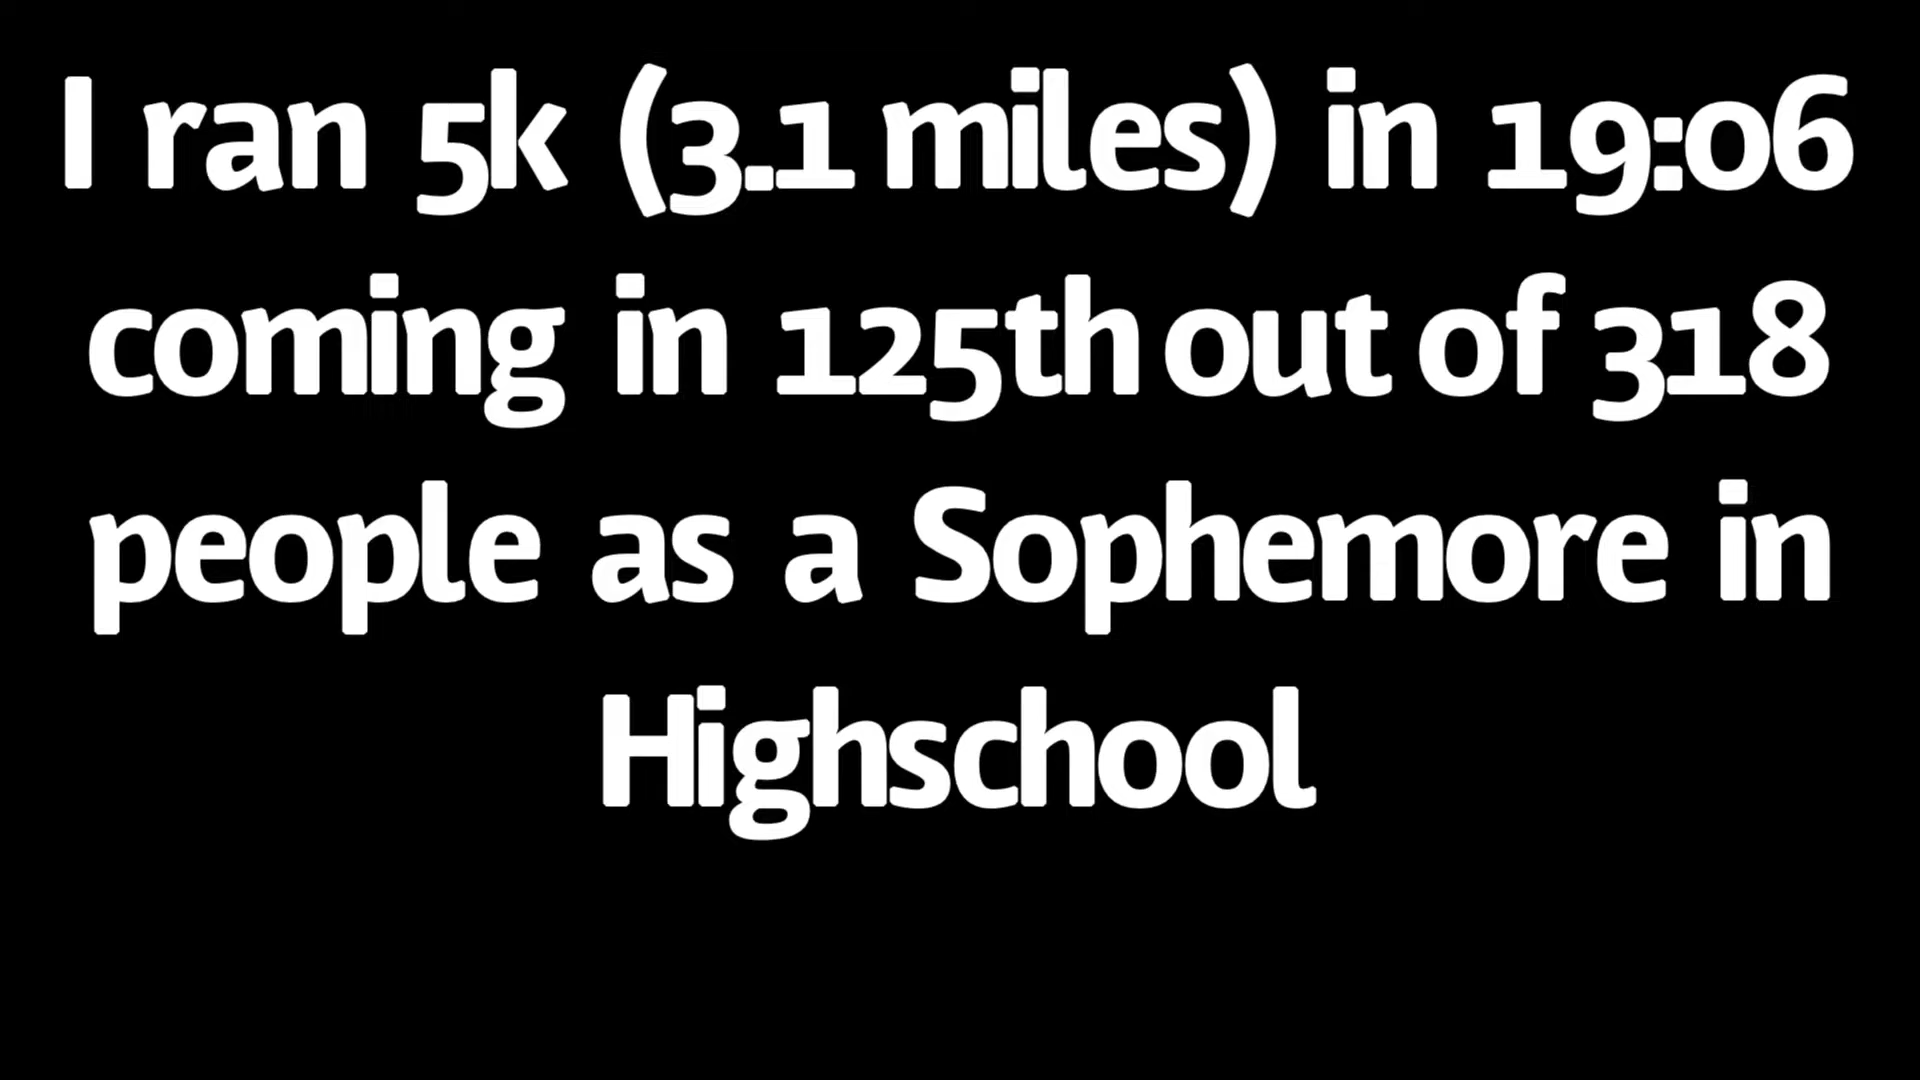 I ran 5k (3.1 miles) in 19:06
coming in 125th out of 318
people as a Sophemore in
Highschool